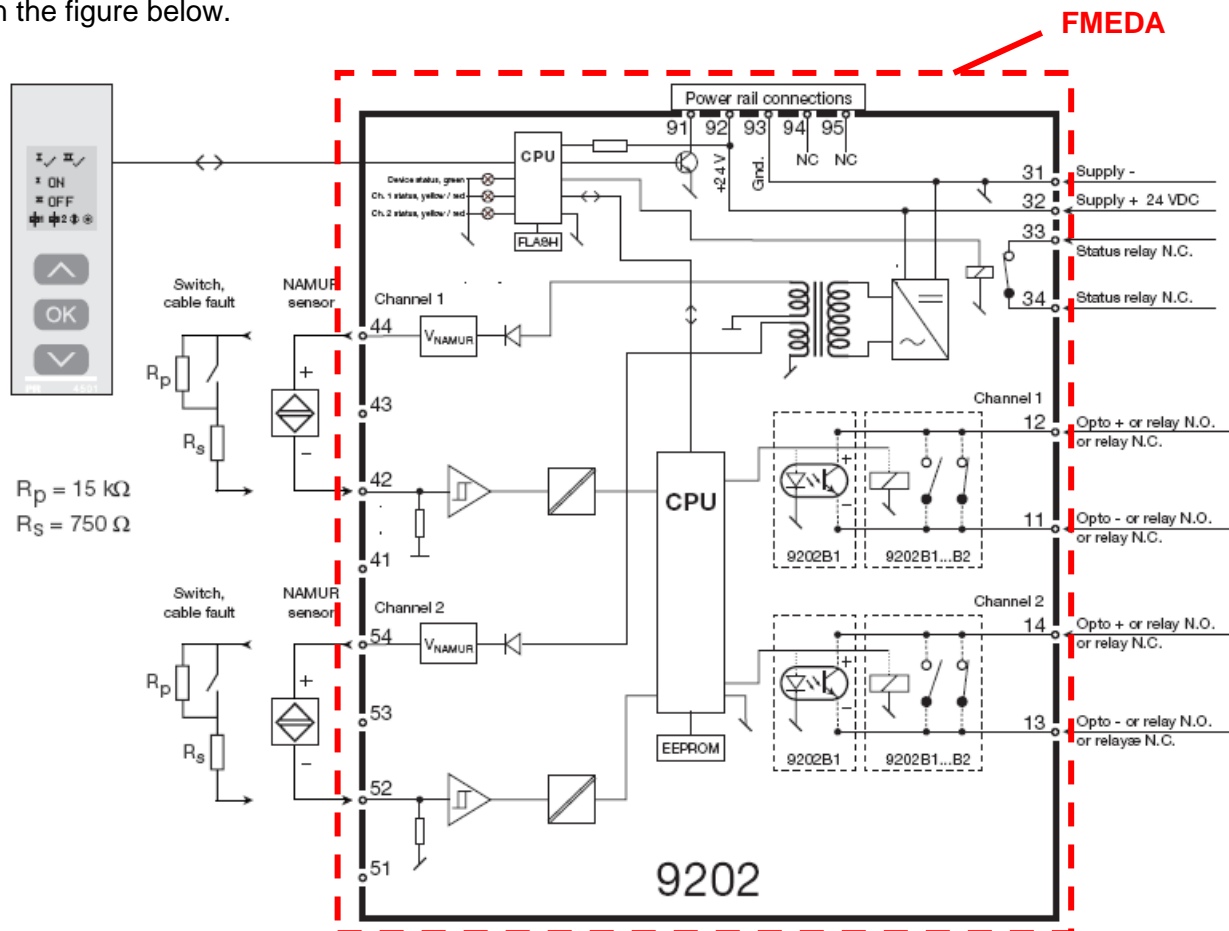 n the figure below.
FMEDA
Power rail connections
91 92 93 94 95
+24 V
Gnd.
NC NC
CPU
Device status, green
Ch. 1 status, yellow / red
Ch. 2 status, yellow / red
FLASH
I ✓ II ✓
I ON
II OFF
OK
PR 4501
31 Supply -
32 Supply + 24 VDC
33
Status relay N.C.
34 Status relay N.C.
Switch,
cable fault
NAMUR
sensor
Channel 1
44
VNAMUR
Rp
+
43
Rs
-
42
41
Rp = 15 kΩ
RS = 750 Ω
CPU
EEPROM
Channel 1
12 Opto + or relay N.O.
or relay N.C.
+
-
11 Opto - or relay N.O.
or relay N.C.
9202B1 9202B1...B2
Switch,
cable fault
NAMUR
sensor
Channel 2
54
VNAMUR
Rp
+
53
Rs
-
52
51
Channel 2
14 Opto + or relay N.O.
or relay N.C.
+
-
13 Opto - or relay N.O.
or relayæ N.C.
9202B1 9202B1...B2
9202